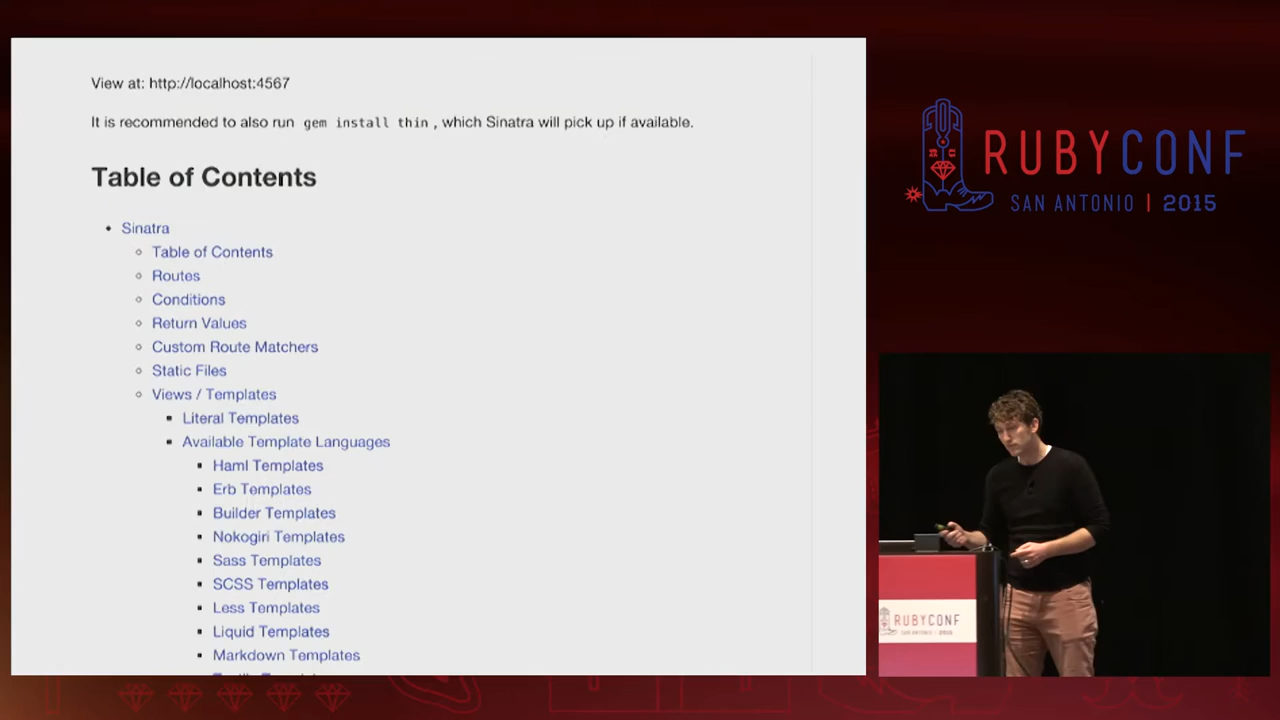 View at: http://localhost:4567
It is recommended to also run gem install thin , which Sinatra will pick up if available.
Table of Contents
Sinatra
Table of Contents
Routes
Conditions
Return Values
Custom Route Matchers
Static Files
Views / Templates
Literal Templates
Available Template Languages
Haml Templates
Erb Templates
Builder Templates
Nokogiri Templates
Sass Templates
SCSS Templates
Less Templates
Liquid Templates
Markdown Templates
RUBYCONF
SAN ANTONIO | 2015
RUBYCONF
SAN ANTONIO | 2015